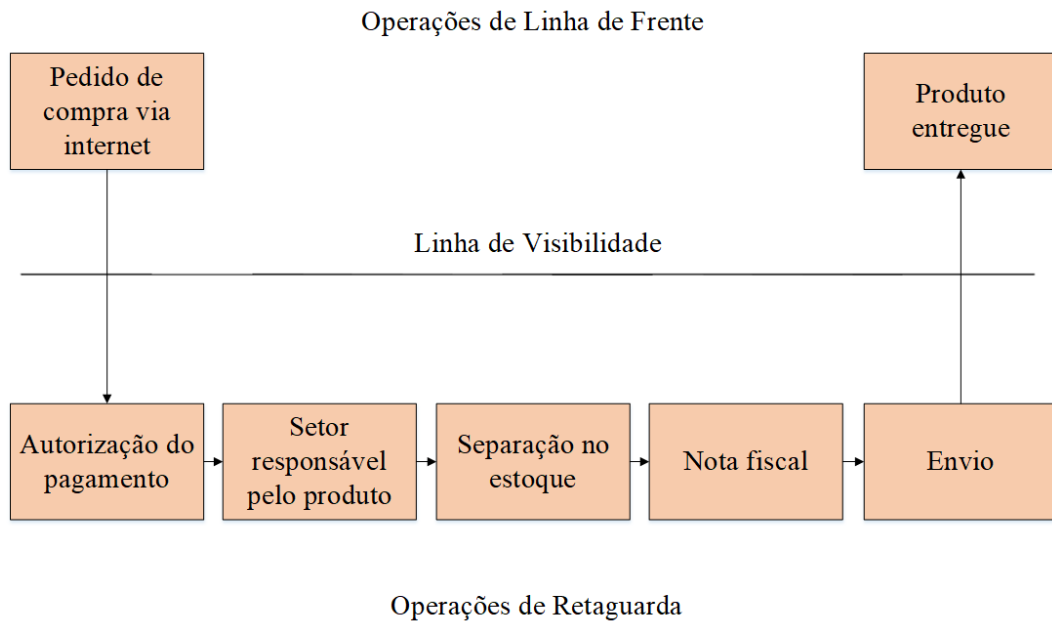 Operações de Linha de Frente
Pedido de
compra via
internet
Produto
entregue
Linha de Visibilidade
Autorização do
pagamento
Setor
responsável
pelo produto
Separação no
estoque
Nota fiscal
Envio
Operações de Retaguarda